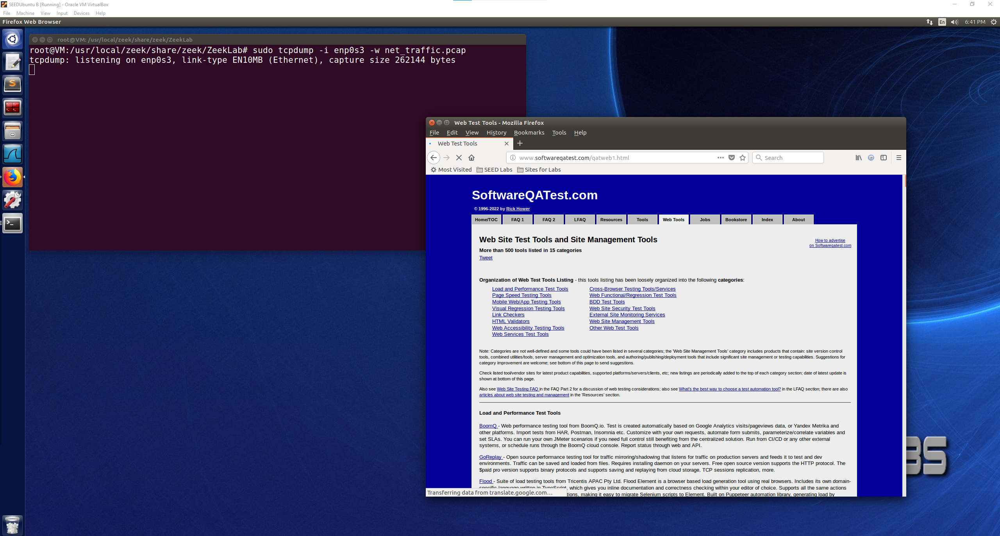 SEEDUbuntu B [Running] - Oracle VM VirtualBox
File Machine View Input Devices Help
Firefox Web Browser
En
6:41 PM
root@VM: /usr/local/zeek/share/zeek/ZeekLab
root@VM:/usr/local/zeek/share/zeek/ZeekLab# sudo tcpdump -i enp0s3 -w net_traffic.pcap
tcpdump: listening on enp0s3, link-type EN10MB (Ethernet), capture size 262144 bytes
Web Test Tools - Mozilla Firefox
File Edit View History Bookmarks Tools Help
Web Test Tools
www.softwareqatest.com/qatweb1.html
Search
Most Visited SEED Labs Sites for Labs
SoftwareQATest.com
© 1996-2022 by Rick Hower
Home/TOC FAQ 1 FAQ 2 LFAQ Resources Tools Web Tools Jobs Bookstore Index About
Web Site Test Tools and Site Management Tools
How to advertise
on Softwareqatest.com
More than 500 tools listed in 15 categories
Tweet
Organization of Web Test Tools Listing - this tools listing has been loosely organized into the following categories:
Load and Performance Test Tools
Page Speed Testing Tools
Mobile Web/App Testing Tools
Visual Regression Testing Tools
Link Checkers
HTML Validators
Web Accessibility Testing Tools
Web Services Test Tools
Cross-Browser Testing Tools/Services
Web Functional/Regression Test Tools
BDD Test Tools
Web Site Security Test Tools
External Site Monitoring Services
Web Site Management Tools
Other Web Test Tools
Note: Categories are not well-defined and some tools could have been listed in several categories; the 'Web Site Management Tools' category includes products that contain: site version control
tools, combined utilities/tools, server management and optimization tools, and authoring/publishing/deployment tools that include significant site management or testing capabilities. Suggestions for
category improvement are welcome; see bottom of this page to send suggestions.
Check listed tool/vendor sites for latest product capabilities, supported platforms/servers/clients, etc; new listings are periodically added to the top of each category section; date of latest update is
shown at bottom of this page.
Also see Web Site Testing FAQ in the FAQ Part 2 for a discussion of web testing considerations; also see What's the best way to choose a test automation tool? in the LFAQ section; there are also
articles about web site testing and management in the 'Resources' section.
Load and Performance Test Tools
BoomQ - Web performance testing tool from BoomQ.io. Test is created automatically based on Google Analytics visits/pageviews data, or Yandex Metrika and
other platforms. Import tests from HAR, Postman, Insomnia etc. Customize with your own requests, automate form submits, parameterize/correlate variables and
set SLAs. You can run your own JMeter scenarios if you need full control still benefiting from the centralized solution. Run from CI/CD or any other external
systems, or schedule runs through the BoomQ cloud console. Report status through web and API.
GoReplay - Open source performance testing tool for traffic mirroring/shadowing that listens for traffic on production servers and feeds it to test and dev
environments. Traffic can be saved and loaded from files. Requires installing daemon on your servers. Free open source version supports the HTTP protocol. The
$paid pro version supports binary protocols and supports saving and replaying from cloud storage, TCP sessions replication, more.
Flood - Suite of load testing tools from Tricentis APAC Pty Ltd. Flood Element is a browser based load generation tool using real browsers. Includes its own domain-
specific language written in TypeScript, which gives you inline documentation and correctness checking within your editor of choice. Supports all the same actions
tions, making it easy to migrate Selenium scripts to Element. Built on Puppeteer automation library, generating load by
Transferring data from translate.google.com…
BS